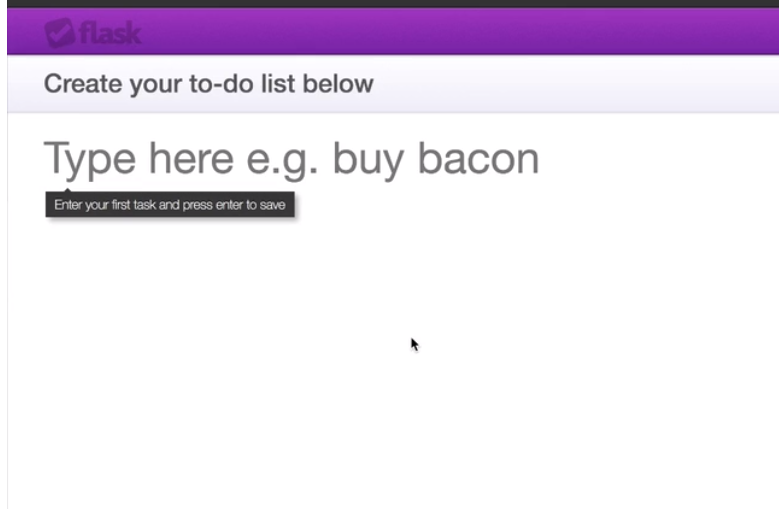 flask
Create your to-do list below
Type here e.g. buy bacon
Enter your first task and press enter to save